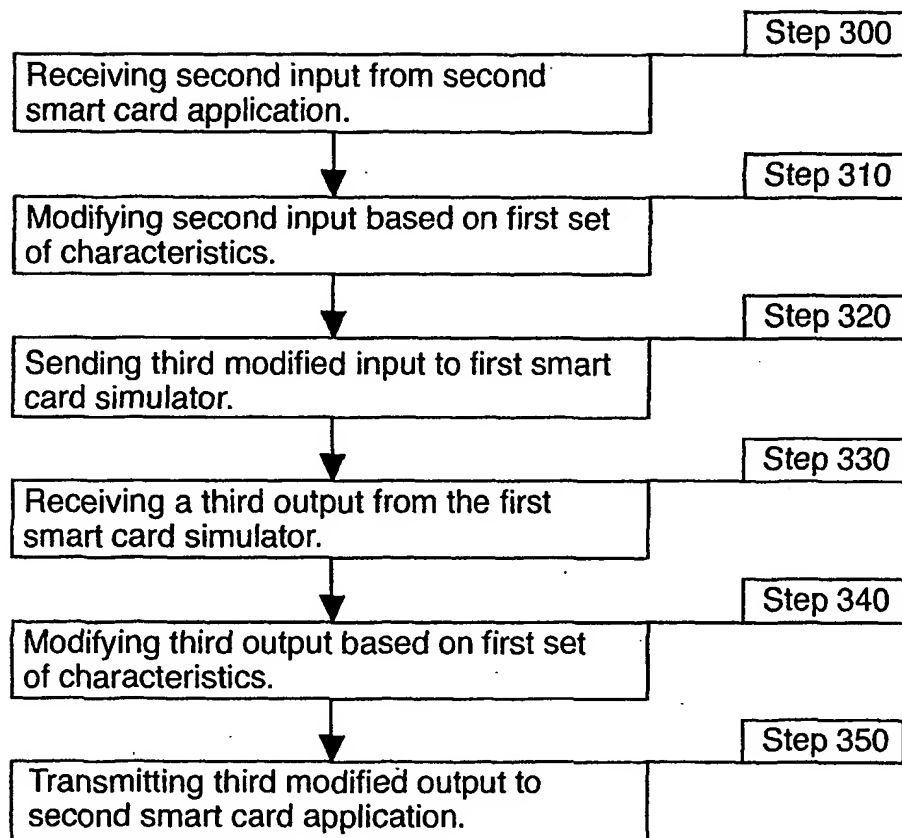 Step 300
Receiving second input from second
smart card application.
Step 310
Modifying second input based on first set
of characteristics.
Step 320
Sending third modified input to first smart
card simulator.
Step 330
Receiving a third output from the first
smart card simulator.
Step 340
Modifying third output based on first set
of characteristics.
Step 350
Transmitting third modified output to
second smart card application.